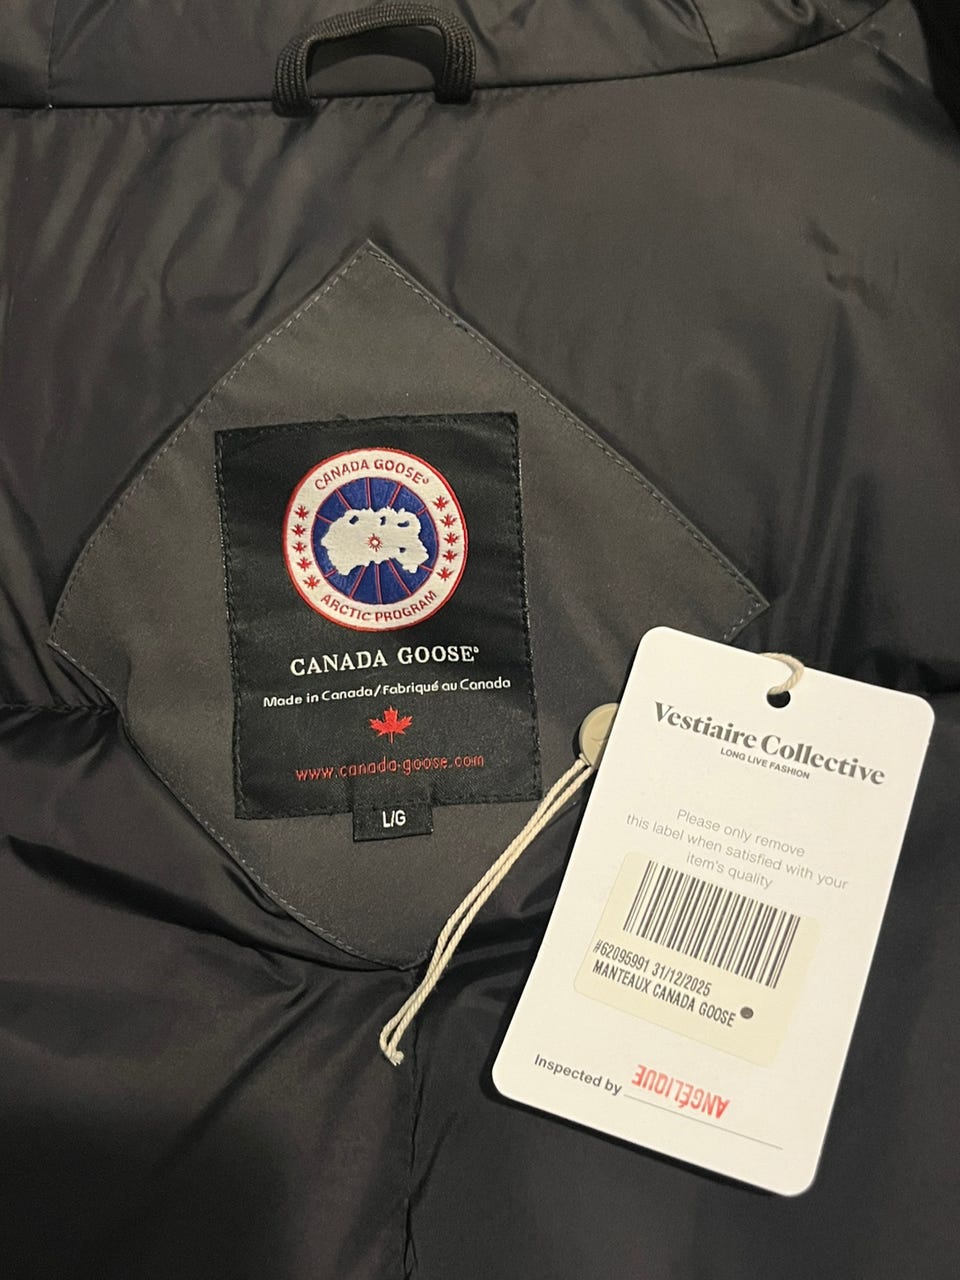 CANADA GOOSE®
ARCTIC PROGRAM
CANADA GOOSE®
Made in Canada/Fabriqué au Canada
www.canada-goose.com
L/G
Vestiaire Collective
LONG LIVE FASHION
Please only remove
this label when satisfied with your
item's quality
#62095991 31/12/2025
MANTEAUX CANADA GOOSE
Inspected by ANGÉLIQUE